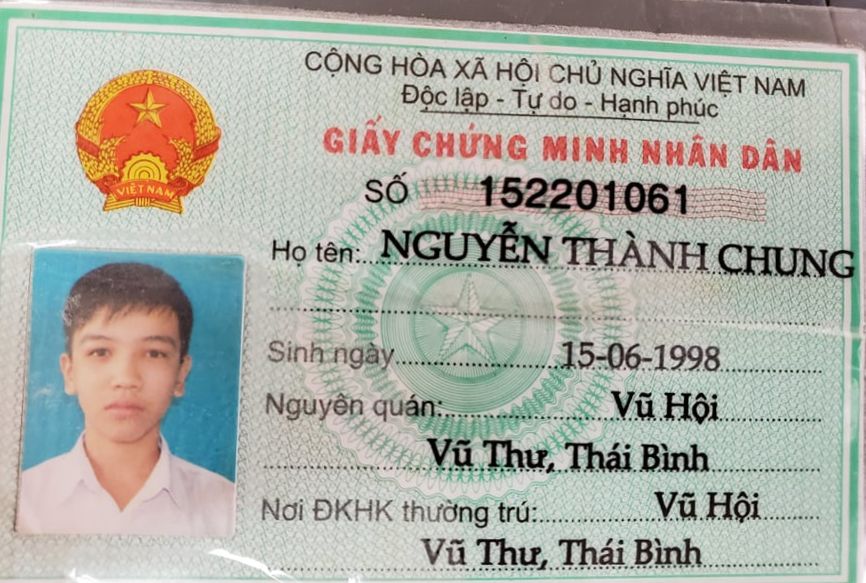 CỘNG HÒA XÃ HỘI CHỦ NGHĨA VIỆT NAM
Độc lập - Tự do - Hạnh phúc
GIẤY CHỨNG MINH NHÂN DÂN
SỐ 152201061
VIỆT NAM
Họ tên: NGUYỄN THÀNH CHUNG
Sinh ngày 15-06-1998
Nguyên quán: Vũ Hội
Vũ Thư, Thái Bình
Nơi ĐKHK thường trú: Vũ Hội
Vũ Thư, Thái Bình